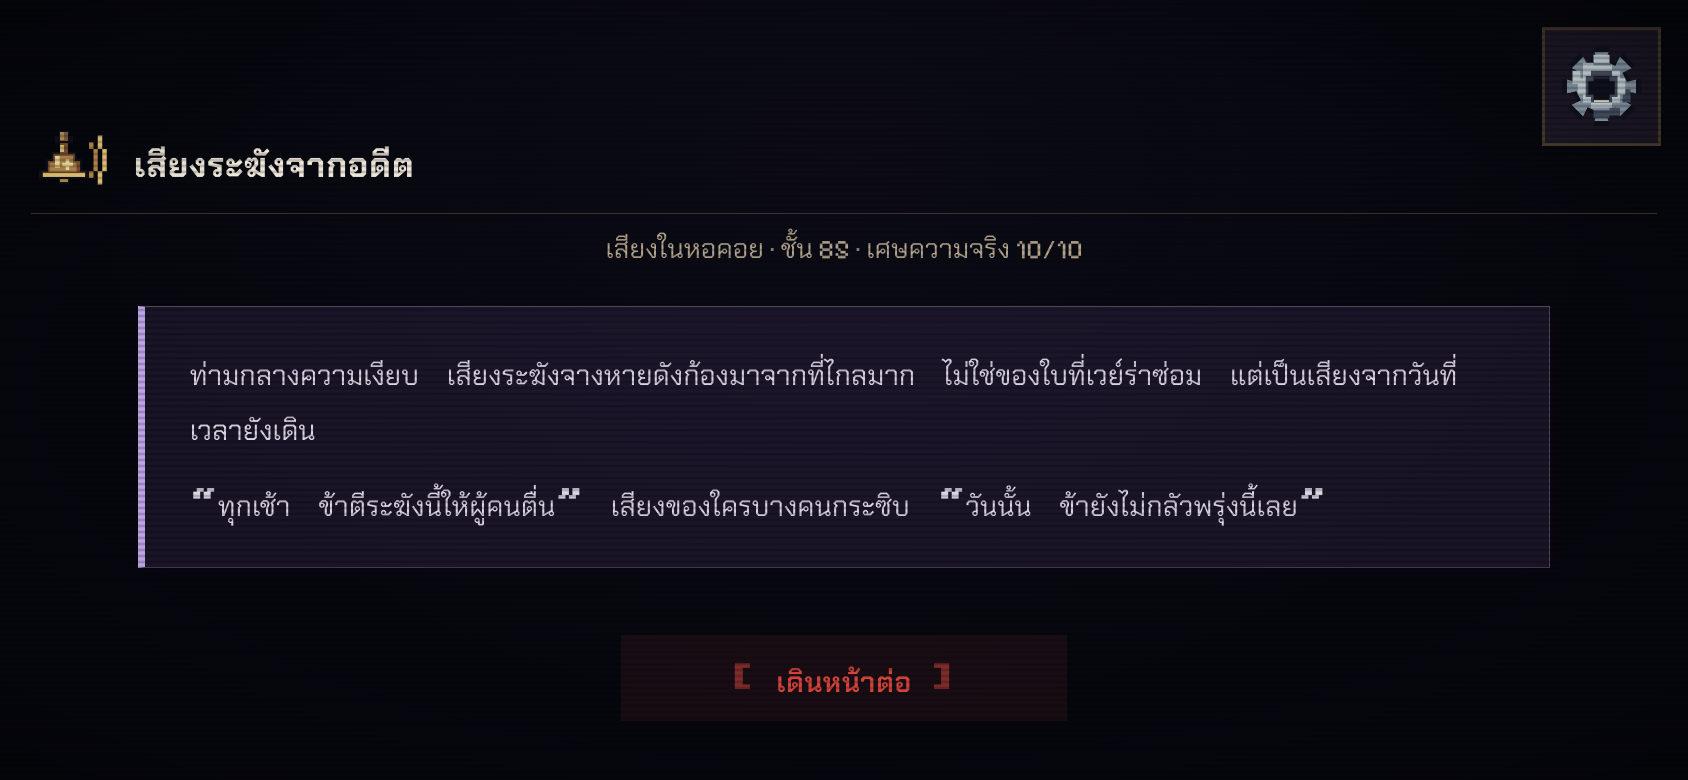 เสียงระฆังจากอดีต
เสียงในหอคอย · ชั้น 89 · เศษความจริง 10/10
ท่ามกลางความเงียบ เสียงระฆังจางหายดังก้องมาจากที่ไกลมาก ไม่ใช่ของใบที่เวย์ร่าซ่อม แต่เป็นเสียงจากวันที่
เวลายังเดิน
“ทุกเช้า ข้าตีระฆังนี้ให้ผู้คนตื่น” เสียงของใครบางคนกระซิบ “วันนั้น ข้ายังไม่กลัวพรุ่งนี้เลย”
[ เดินหน้าต่อ ]